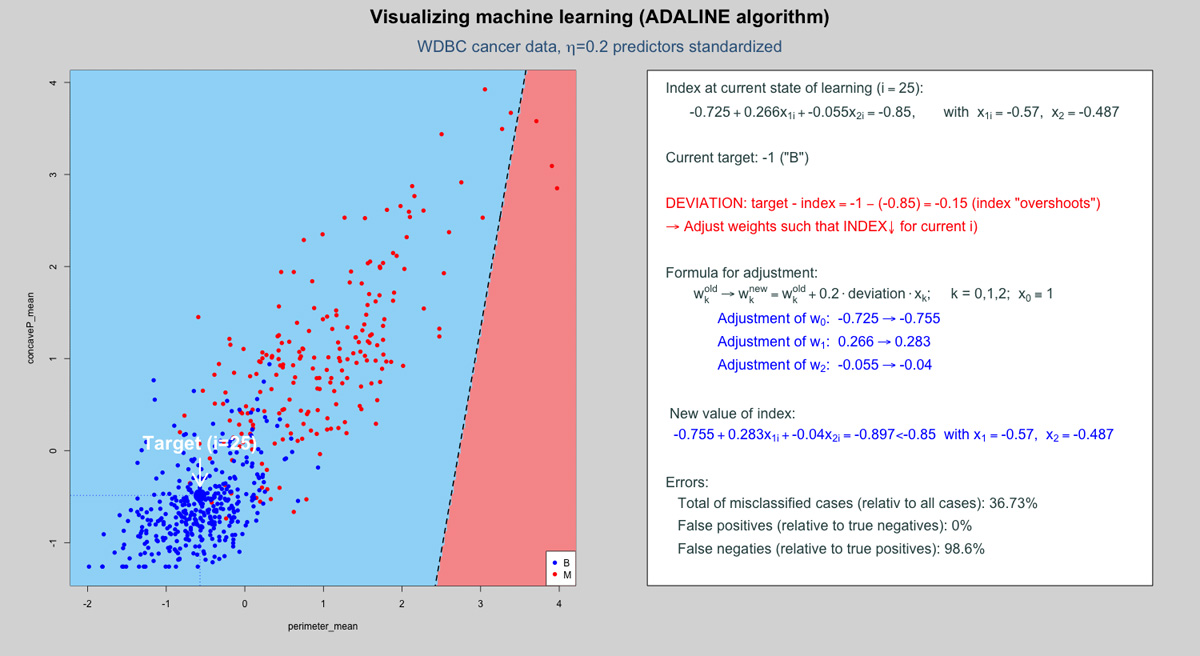 Visualizing machine learning (ADALINE algorithm)
WDBC cancer data, η=0.2 predictors standardized
concaveP_mean
4
3
2
1
0
-1
Target (i=25)
B
M
-2
-1
0
1
2
3
4
perimeter_mean
Index at current state of learning (i = 25):
-0.725 + 0.266x1i + -0.055x2i = -0.85, with x1i = -0.57, x2 = -0.487
Current target: -1 ("B")
DEVIATION: target - index = -1 − (-0.85) = -0.15 (index "overshoots")
→ Adjust weights such that INDEX↓ for current i)
Formula for adjustment:
wk^old → wk^new = wk^old + 0.2 · deviation · xk; k = 0,1,2; x0 ≡ 1
Adjustment of w0: -0.725 → -0.755
Adjustment of w1: 0.266 → 0.283
Adjustment of w2: -0.055 → -0.04
New value of index:
-0.755 + 0.283x1i + -0.04x2i = -0.897<-0.85 with x1 = -0.57, x2 = -0.487
Errors:
Total of misclassified cases (relativ to all cases): 36.73%
False positives (relative to true negatives): 0%
False negaties (relative to true positives): 98.6%